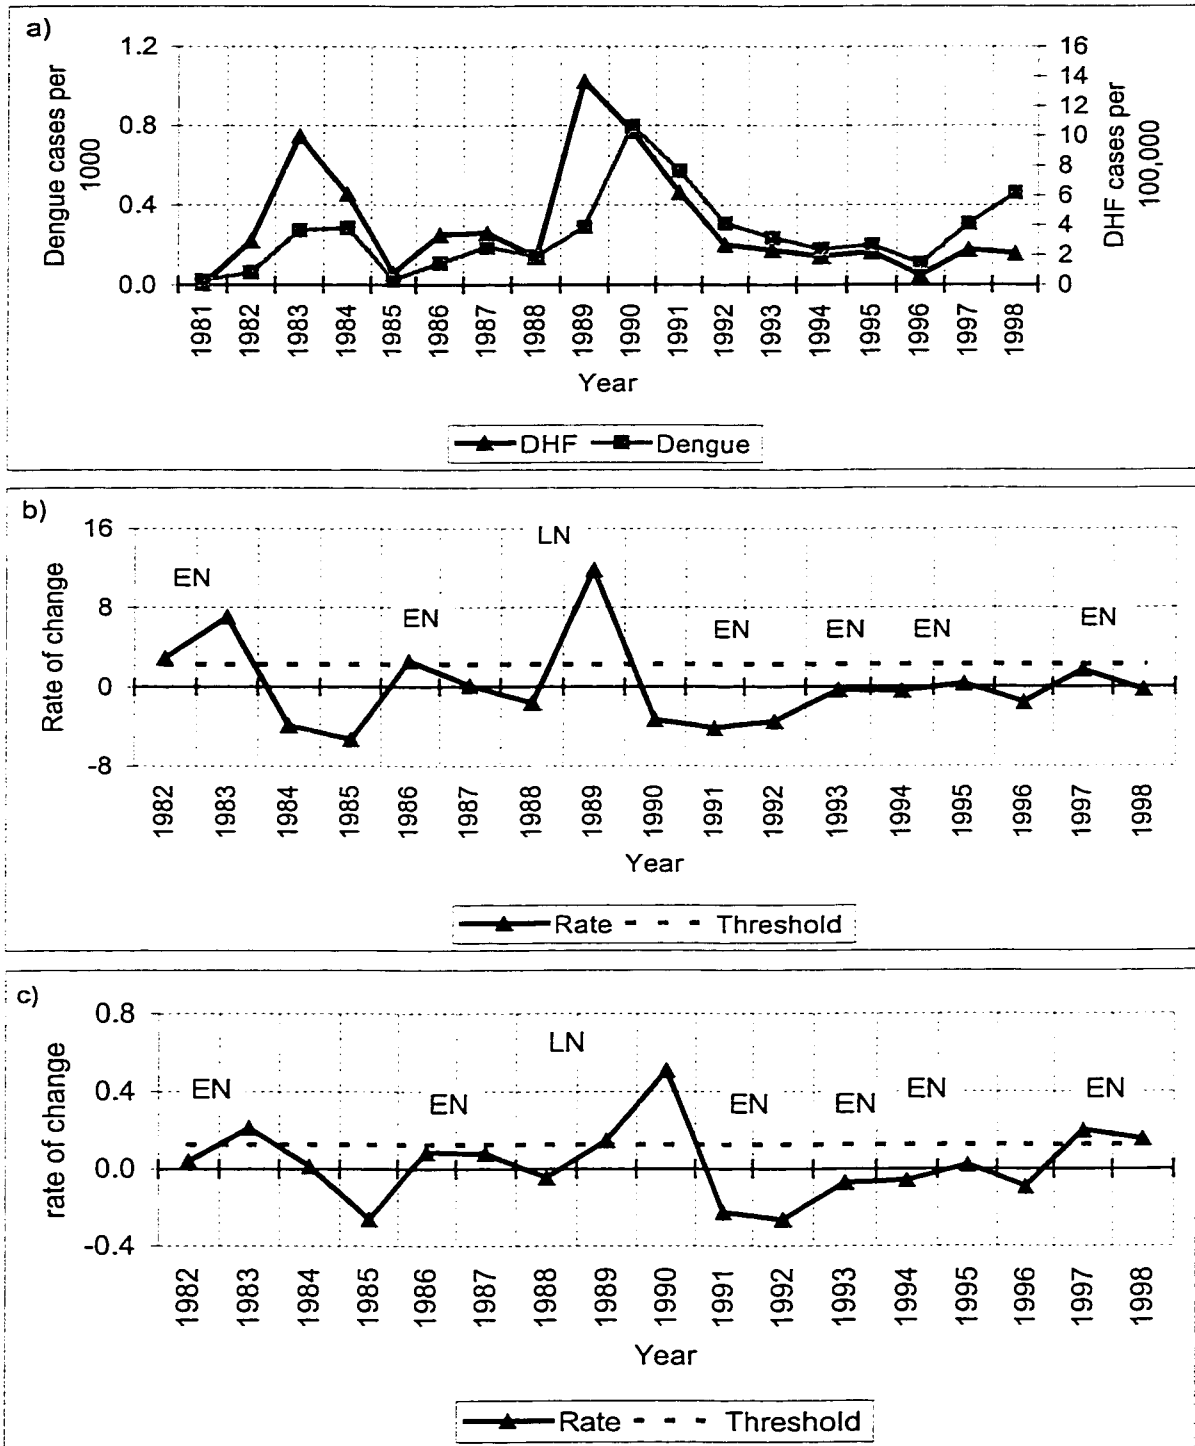 a)
Dengue cases per
1000
1.2
0.8
0.4
0.0
16
14
12
10
8
6
4
2
0
DHF cases per
100,000
1981
1982
1983
1984
1985
1986
1987
1988
1989
1990
1991
1992
1993
1994
1995
1996
1997
1998
Year
DHF
Dengue
b)
Rate of change
16
8
0
-8
EN
EN
LN
EN
EN
EN
EN
1982
1983
1984
1985
1986
1987
1988
1989
1990
1991
1992
1993
1994
1995
1996
1997
1998
Year
Rate
Threshold
c)
rate of change
0.8
0.4
0.0
-0.4
EN
EN
LN
EN
EN
EN
EN
1982
1983
1984
1985
1986
1987
1988
1989
1990
1991
1992
1993
1994
1995
1996
1997
1998
Year
Rate
Threshold